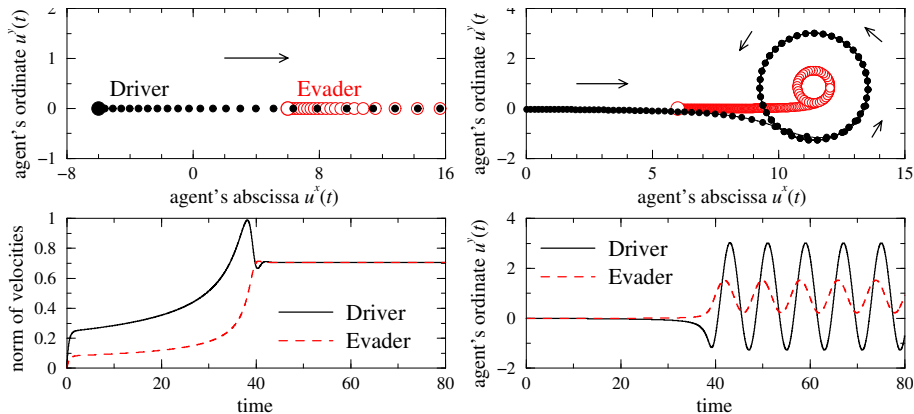 agent's ordinate u^y(t)
2
1
0
-1
Driver
Evader
-8
0
8
16
agent's abscissa u^x(t)
agent's ordinate u^y(t)
4
2
0
-2
0
5
10
15
agent's abscissa u^x(t)
norm of velocities
1
0.8
0.6
0.4
0.2
0
Driver
Evader
0
20
40
60
80
time
agent's ordinate u^y(t)
4
2
0
-2
Driver
Evader
0
20
40
60
80
time